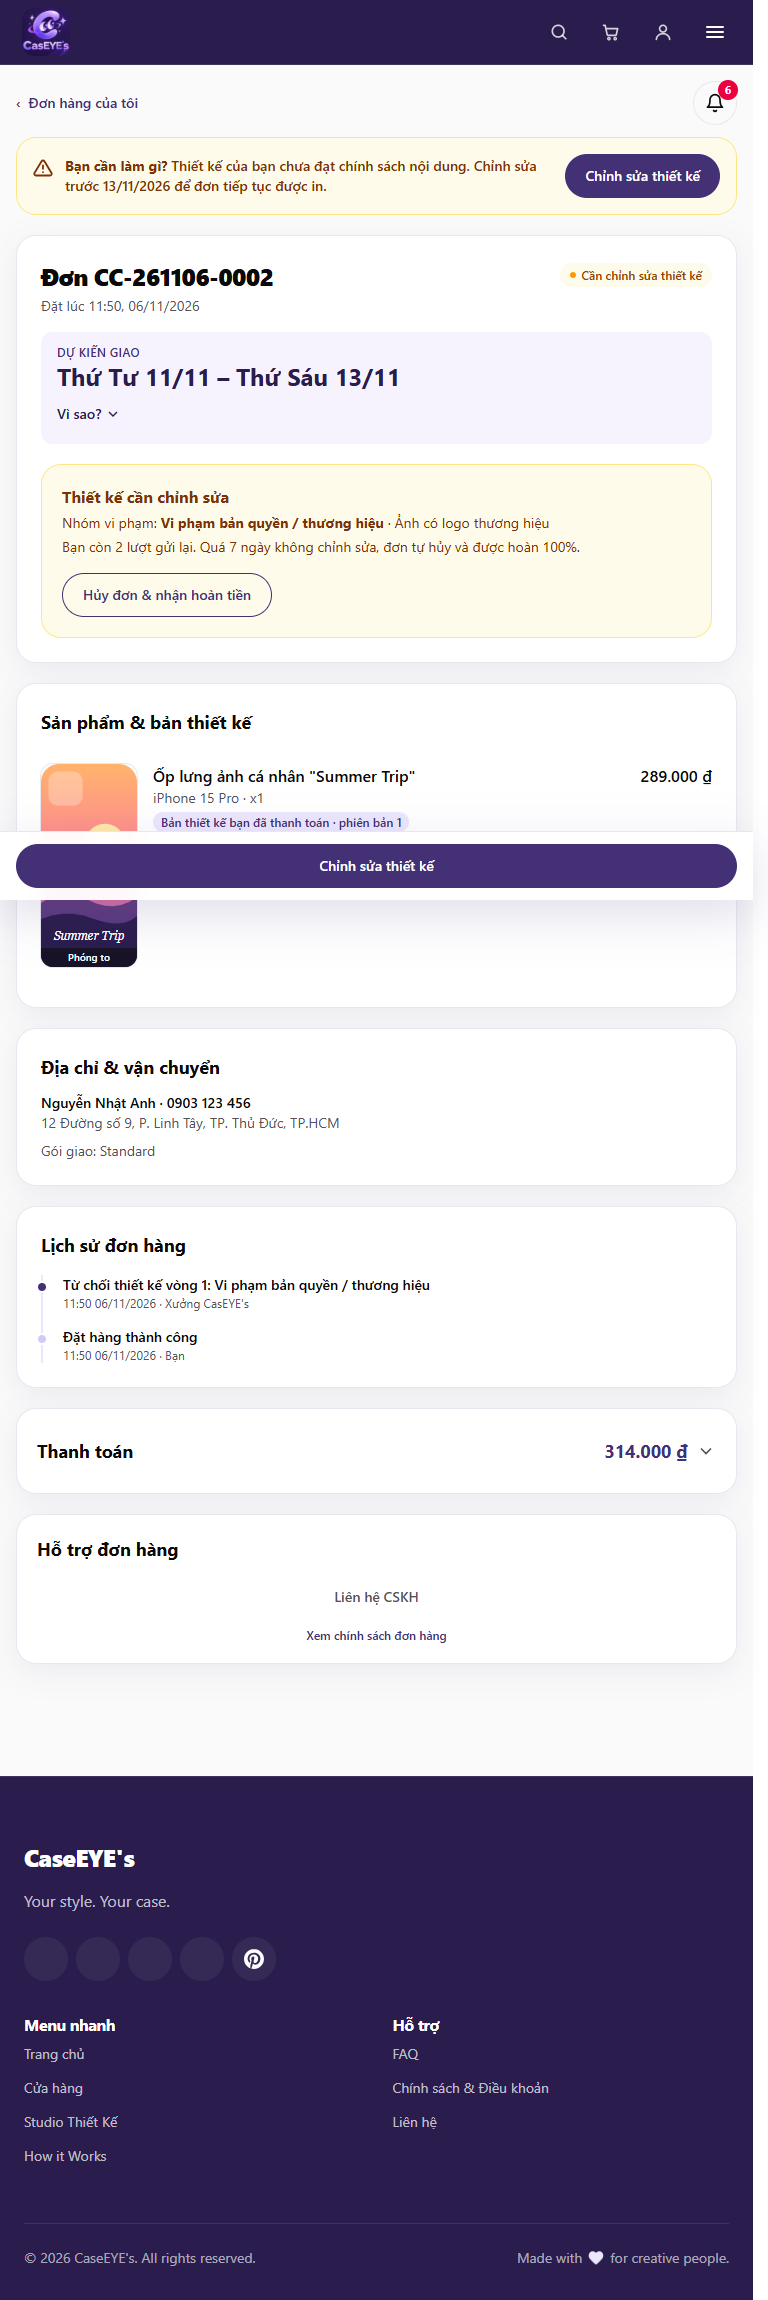 CasEYE's
‹ Đơn hàng của tôi
6
Bạn cần làm gì? Thiết kế của bạn chưa đạt chính sách nội dung. Chỉnh sửa
trước 13/11/2026 để đơn tiếp tục được in.
Chỉnh sửa thiết kế
Đơn CC-261106-0002
Cần chỉnh sửa thiết kế
Đặt lúc 11:50, 06/11/2026
DỰ KIẾN GIAO
Thứ Tư 11/11 – Thứ Sáu 13/11
Vì sao?
Thiết kế cần chỉnh sửa
Nhóm vi phạm: Vi phạm bản quyền / thương hiệu · Ảnh có logo thương hiệu
Bạn còn 2 lượt gửi lại. Quá 7 ngày không chỉnh sửa, đơn tự hủy và được hoàn 100%.
Hủy đơn & nhận hoàn tiền
Sản phẩm & bản thiết kế
Ốp lưng ảnh cá nhân "Summer Trip"
289.000 ₫
iPhone 15 Pro · x1
Bản thiết kế bạn đã thanh toán · phiên bản 1
Chỉnh sửa thiết kế
Summer Trip
Phóng to
Địa chỉ & vận chuyển
Nguyễn Nhật Anh · 0903 123 456
12 Đường số 9, P. Linh Tây, TP. Thủ Đức, TP.HCM
Gói giao: Standard
Lịch sử đơn hàng
Từ chối thiết kế vòng 1: Vi phạm bản quyền / thương hiệu
11:50 06/11/2026 · Xưởng CasEYE's
Đặt hàng thành công
11:50 06/11/2026 · Bạn
Thanh toán
314.000 ₫
Hỗ trợ đơn hàng
Liên hệ CSKH
Xem chính sách đơn hàng
CaseEYE's
Your style. Your case.
Menu nhanh
Hỗ trợ
Trang chủ
FAQ
Cửa hàng
Chính sách & Điều khoản
Studio Thiết Kế
Liên hệ
How it Works
© 2026 CaseEYE's. All rights reserved.
Made with 🤍 for creative people.